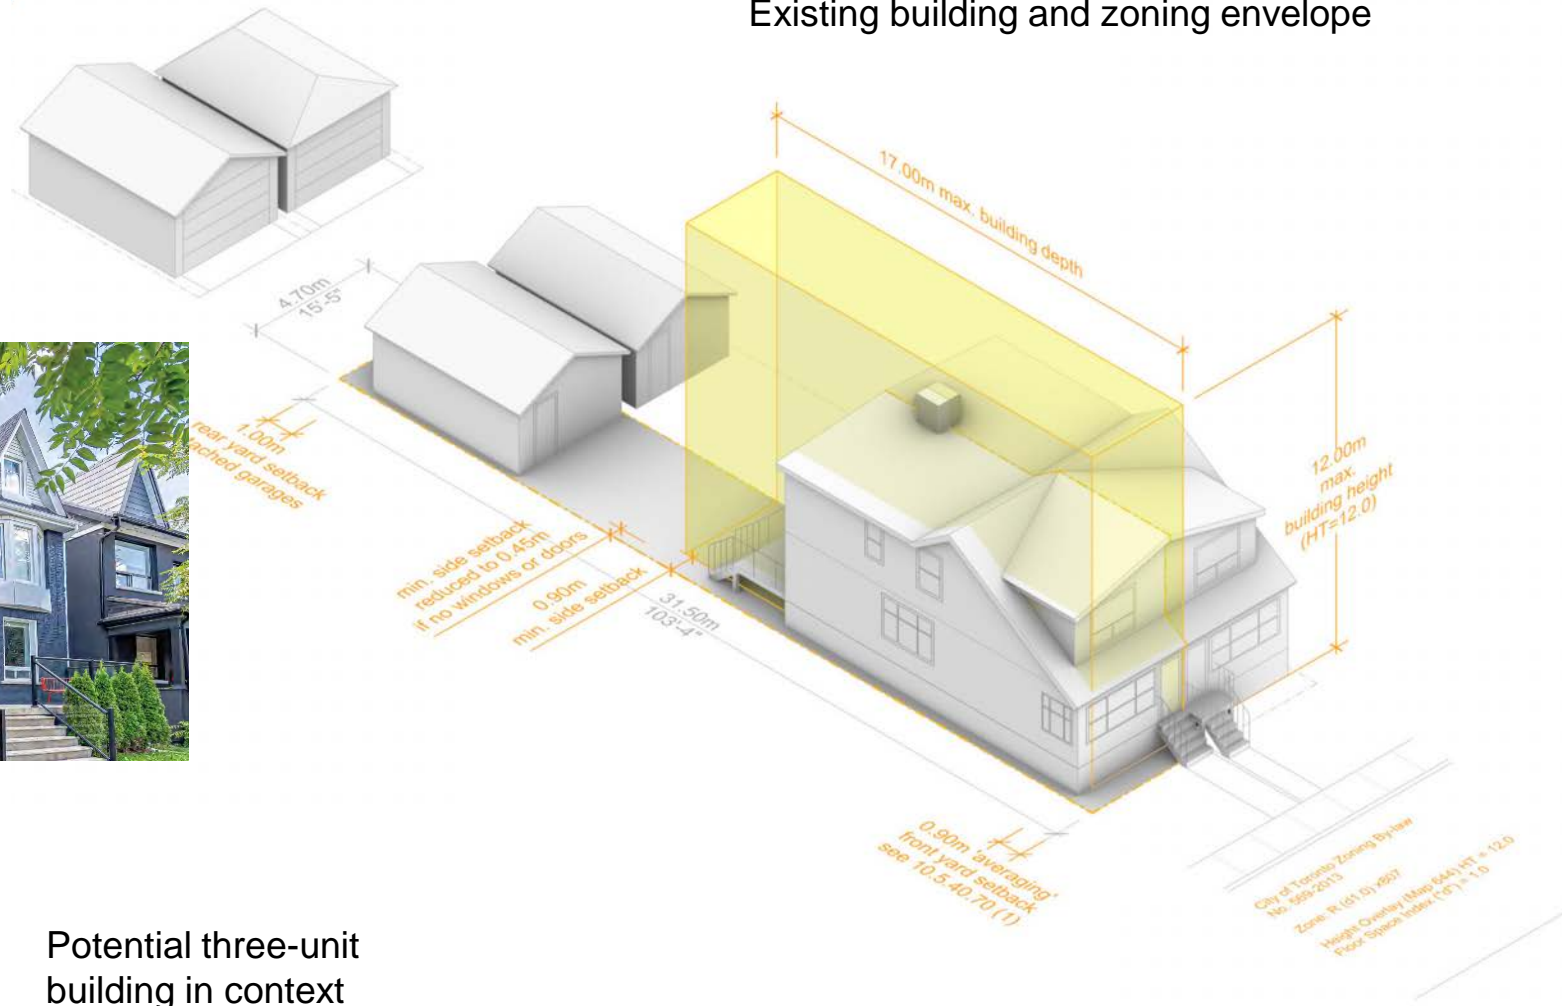 Existing building and zoning envelope
17.00m max. building depth
4.70m
15'-5"
12.00m
max.
building height
(HT=12.0)
1.00m
rear yard setback
ached garages
min. side setback
reduced to 0.45m
if no windows or doors
0.90m
min. side setback
31.50m
103'-4"
0.90m 'averaging'
front yard setback
see 10.5.40.70 (1)
City of Toronto Zoning By-law
No. 569-2013
Zone: R (d1.0) x807
Height Overlay (Map 644) HT = 12.0
Floor Space Index ("d") = 1.0
Potential three-unit
building in context